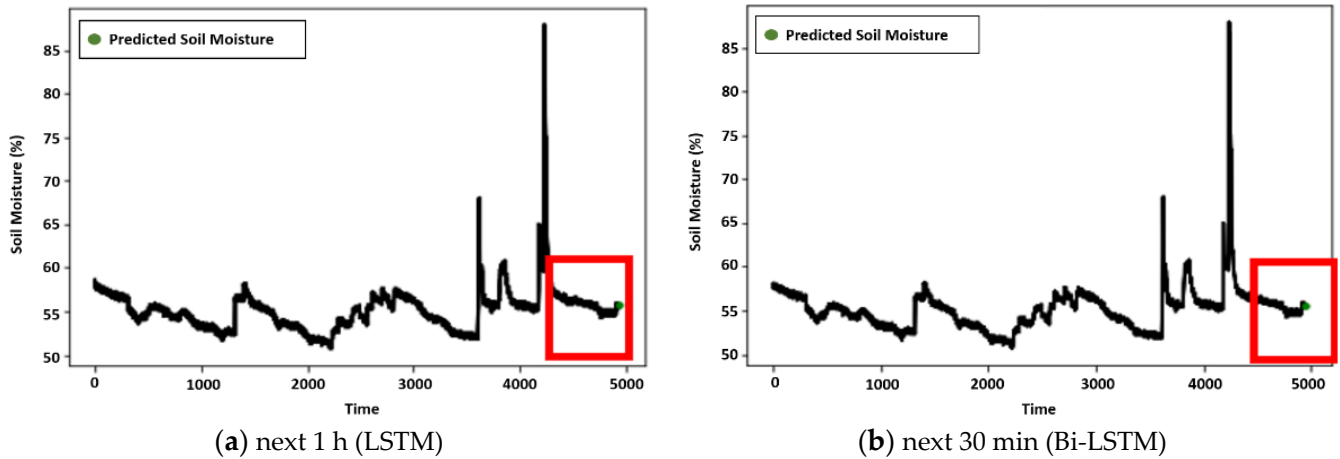 Predicted Soil Moisture
85
80
75
70
65
60
55
50
Soil Moisture (%)
0 1000 2000 3000 4000 5000
Time
(a) next 1 h (LSTM)
Predicted Soil Moisture
85
80
75
70
65
60
55
50
Soil Moisture (%)
0 1000 2000 3000 4000 5000
Time
(b) next 30 min (Bi-LSTM)